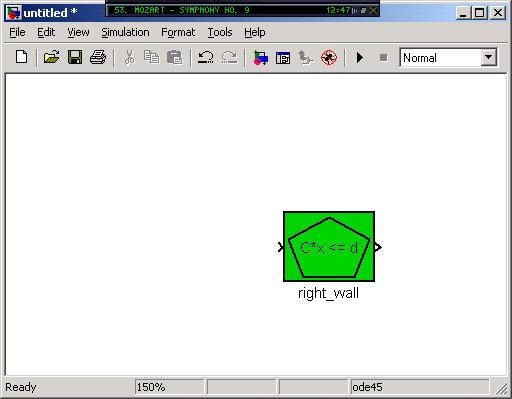 untitled *
53. MOZART - SYMPHONY NO. 9 12:47
File Edit View Simulation Format Tools Help
Normal
C*x <= d
right_wall
Ready 150% ode45